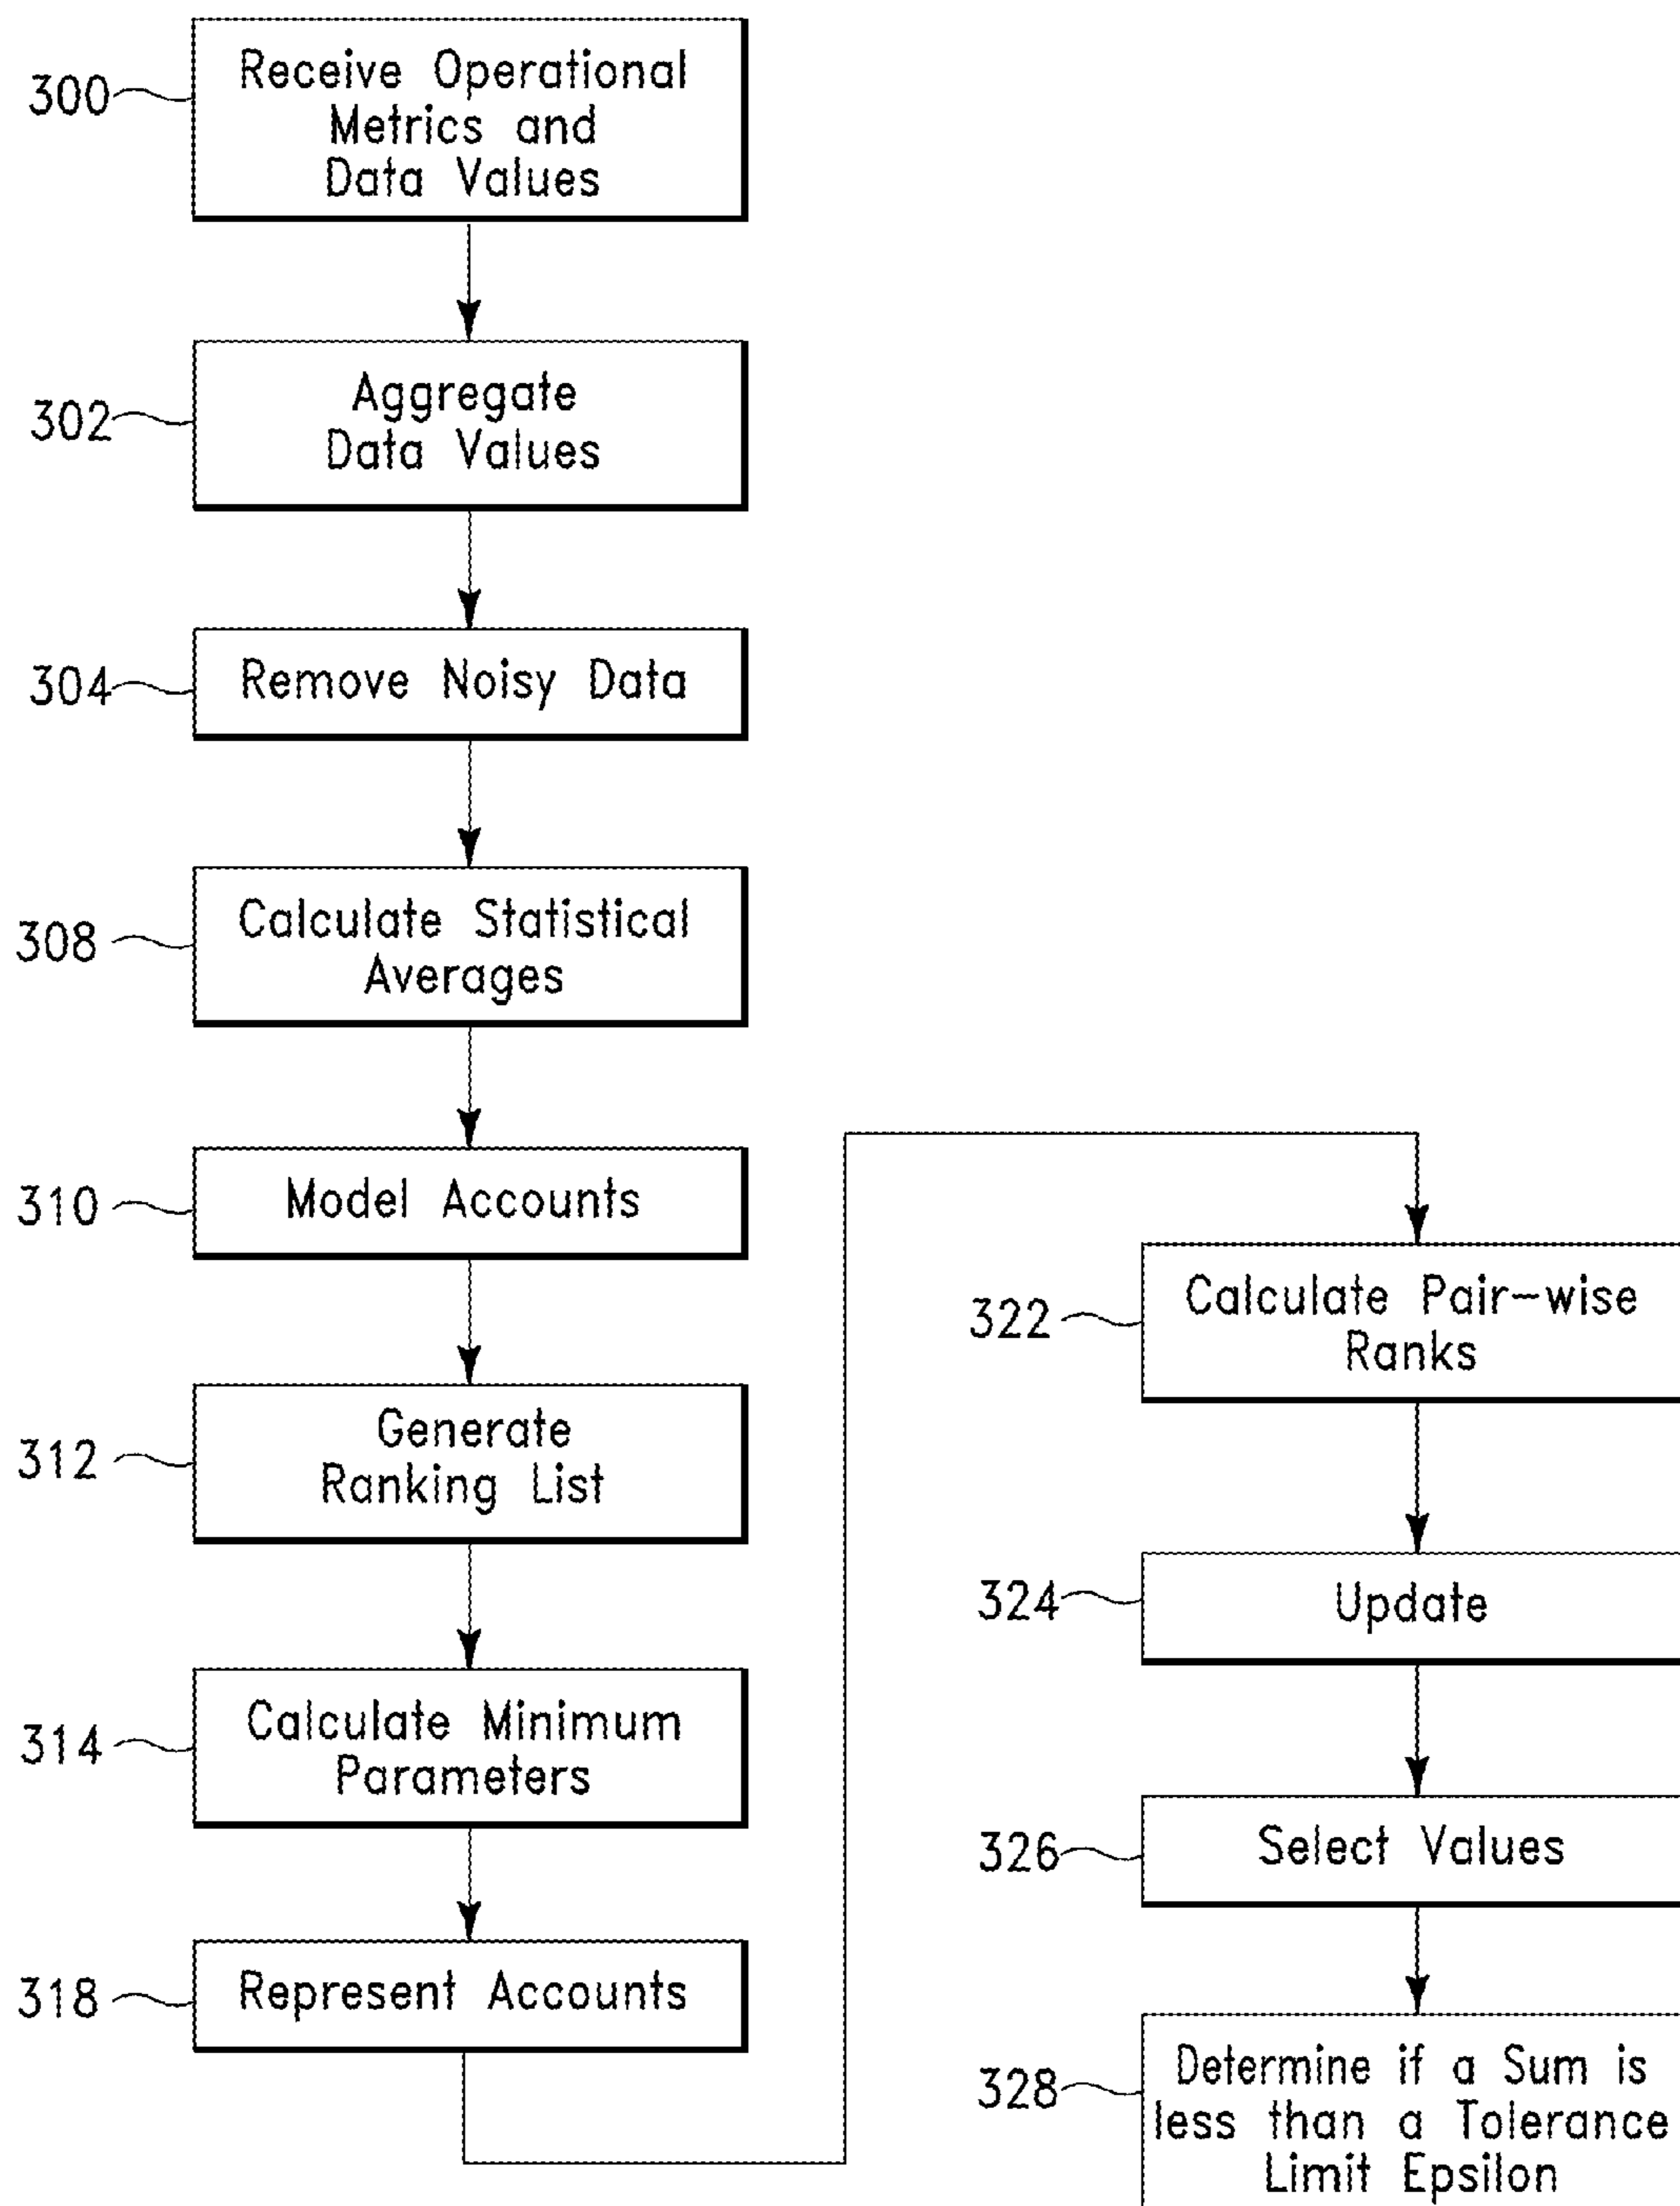 300
Receive Operational
Metrics and
Data Values
302
Aggregate
Data Values
304
Remove Noisy Data
308
Calculate Statistical
Averages
310
Model Accounts
312
Generate
Ranking List
314
Calculate Minimum
Parameters
318
Represent Accounts
322
Calculate Pair-wise
Ranks
324
Update
326
Select Values
328
Determine if a Sum is
less than a Tolerance
Limit Epsilon